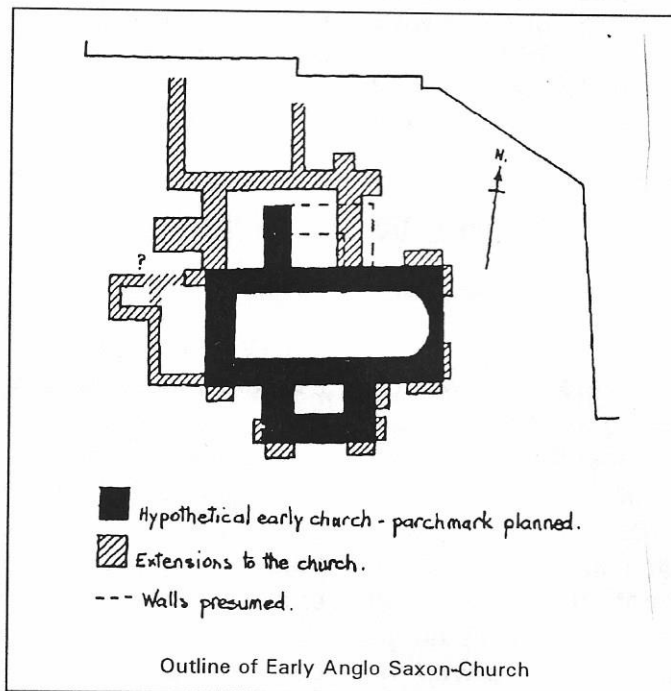 N.
?
Hypothetical early church - parchmark planned.
Extensions to the church.
Walls presumed.
Outline of Early Anglo Saxon-Church